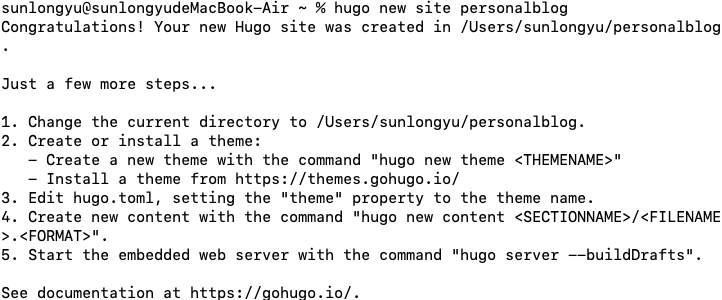 sunlongyu@sunlongyudeMacBook-Air ~ % hugo new site personalblog
Congratulations! Your new Hugo site was created in /Users/sunlongyu/personalblog
.
Just a few more steps...
1. Change the current directory to /Users/sunlongyu/personalblog.
2. Create or install a theme:
   - Create a new theme with the command "hugo new theme <THEMENAME>"
   - Install a theme from https://themes.gohugo.io/
3. Edit hugo.toml, setting the "theme" property to the theme name.
4. Create new content with the command "hugo new content <SECTIONNAME>/<FILENAME
>.<FORMAT>".
5. Start the embedded web server with the command "hugo server --buildDrafts".
See documentation at https://gohugo.io/.